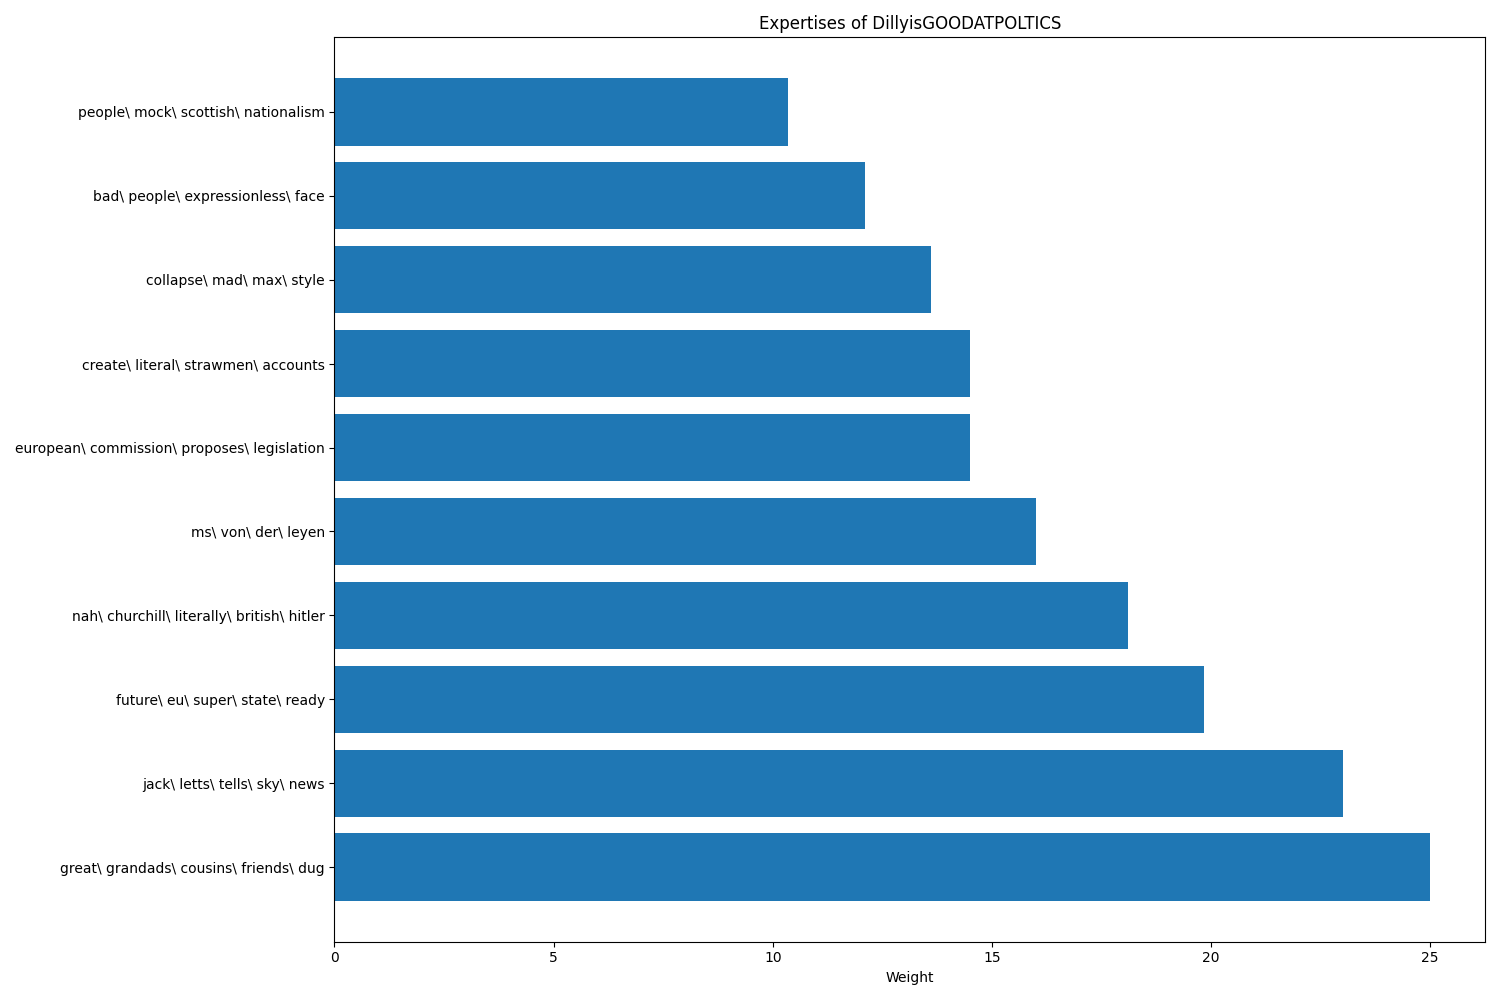 Expertises of DillyisGOODATPOLTICS
people\ mock\ scottish\ nationalism
bad\ people\ expressionless\ face
collapse\ mad\ max\ style
create\ literal\ strawmen\ accounts
european\ commission\ proposes\ legislation
ms\ von\ der\ leyen
nah\ churchill\ literally\ british\ hitler
future\ eu\ super\ state\ ready
jack\ letts\ tells\ sky\ news
great\ grandads\ cousins\ friends\ dug
0 5 10 15 20 25
Weight